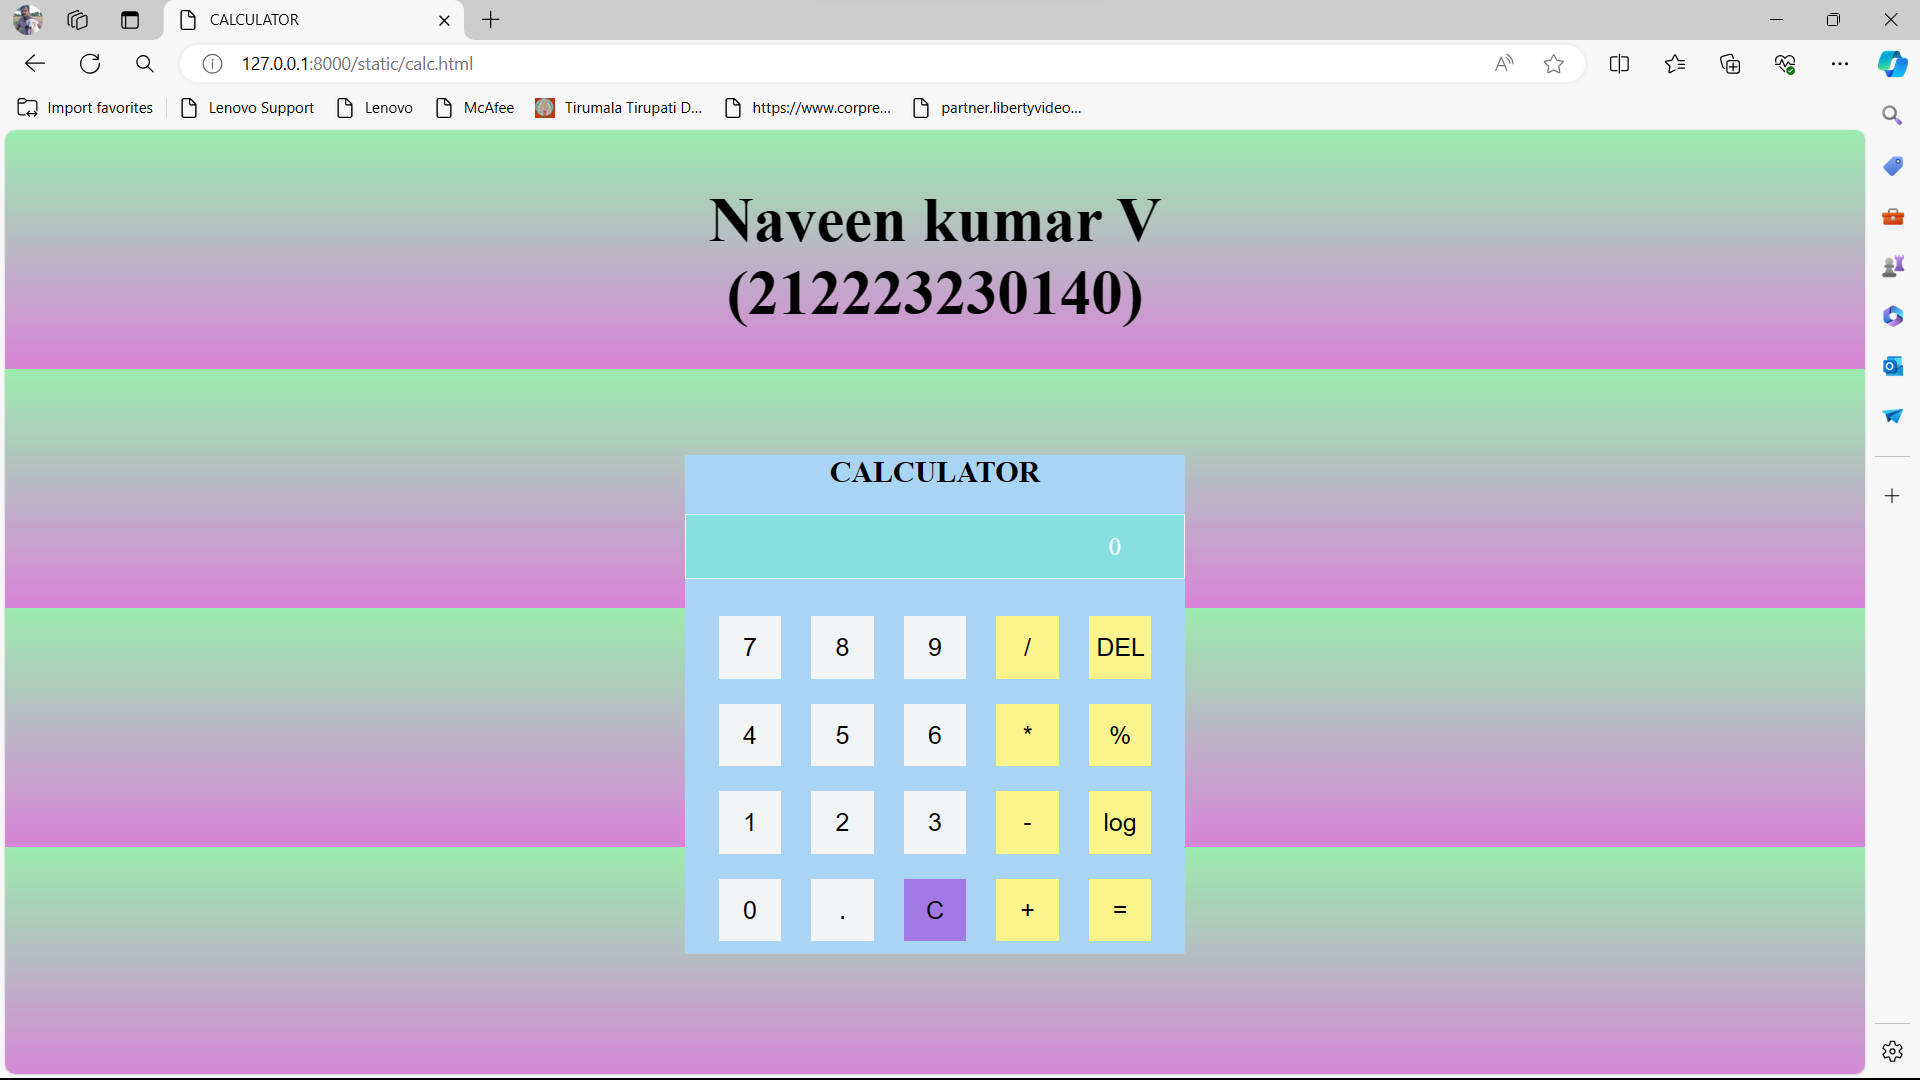 CALCULATOR
127.0.0.1:8000/static/calc.html
Import favorites Lenovo Support Lenovo McAfee Tirumala Tirupati D... https://www.corpre... partner.libertyvideo...
Naveen kumar V
(212223230140)
CALCULATOR
0
7 8 9 / DEL
4 5 6 * %
1 2 3 - log
0 . C + =